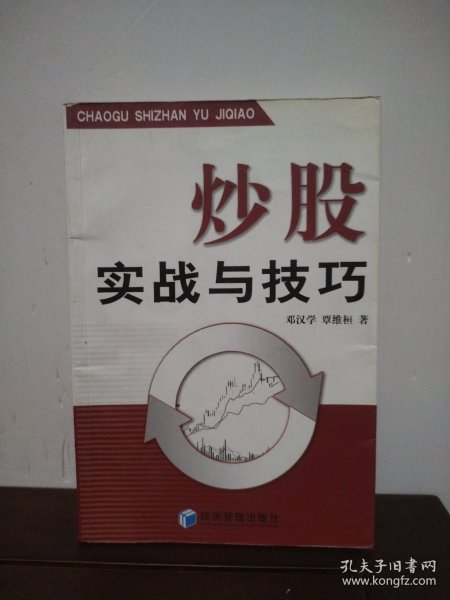 CHAOGU SHIZHAN YU JIQIAO
炒股
实战与技巧
邓汉学 覃维桓 著
经济管理出版社
孔夫子旧书网
www.kongfz.com